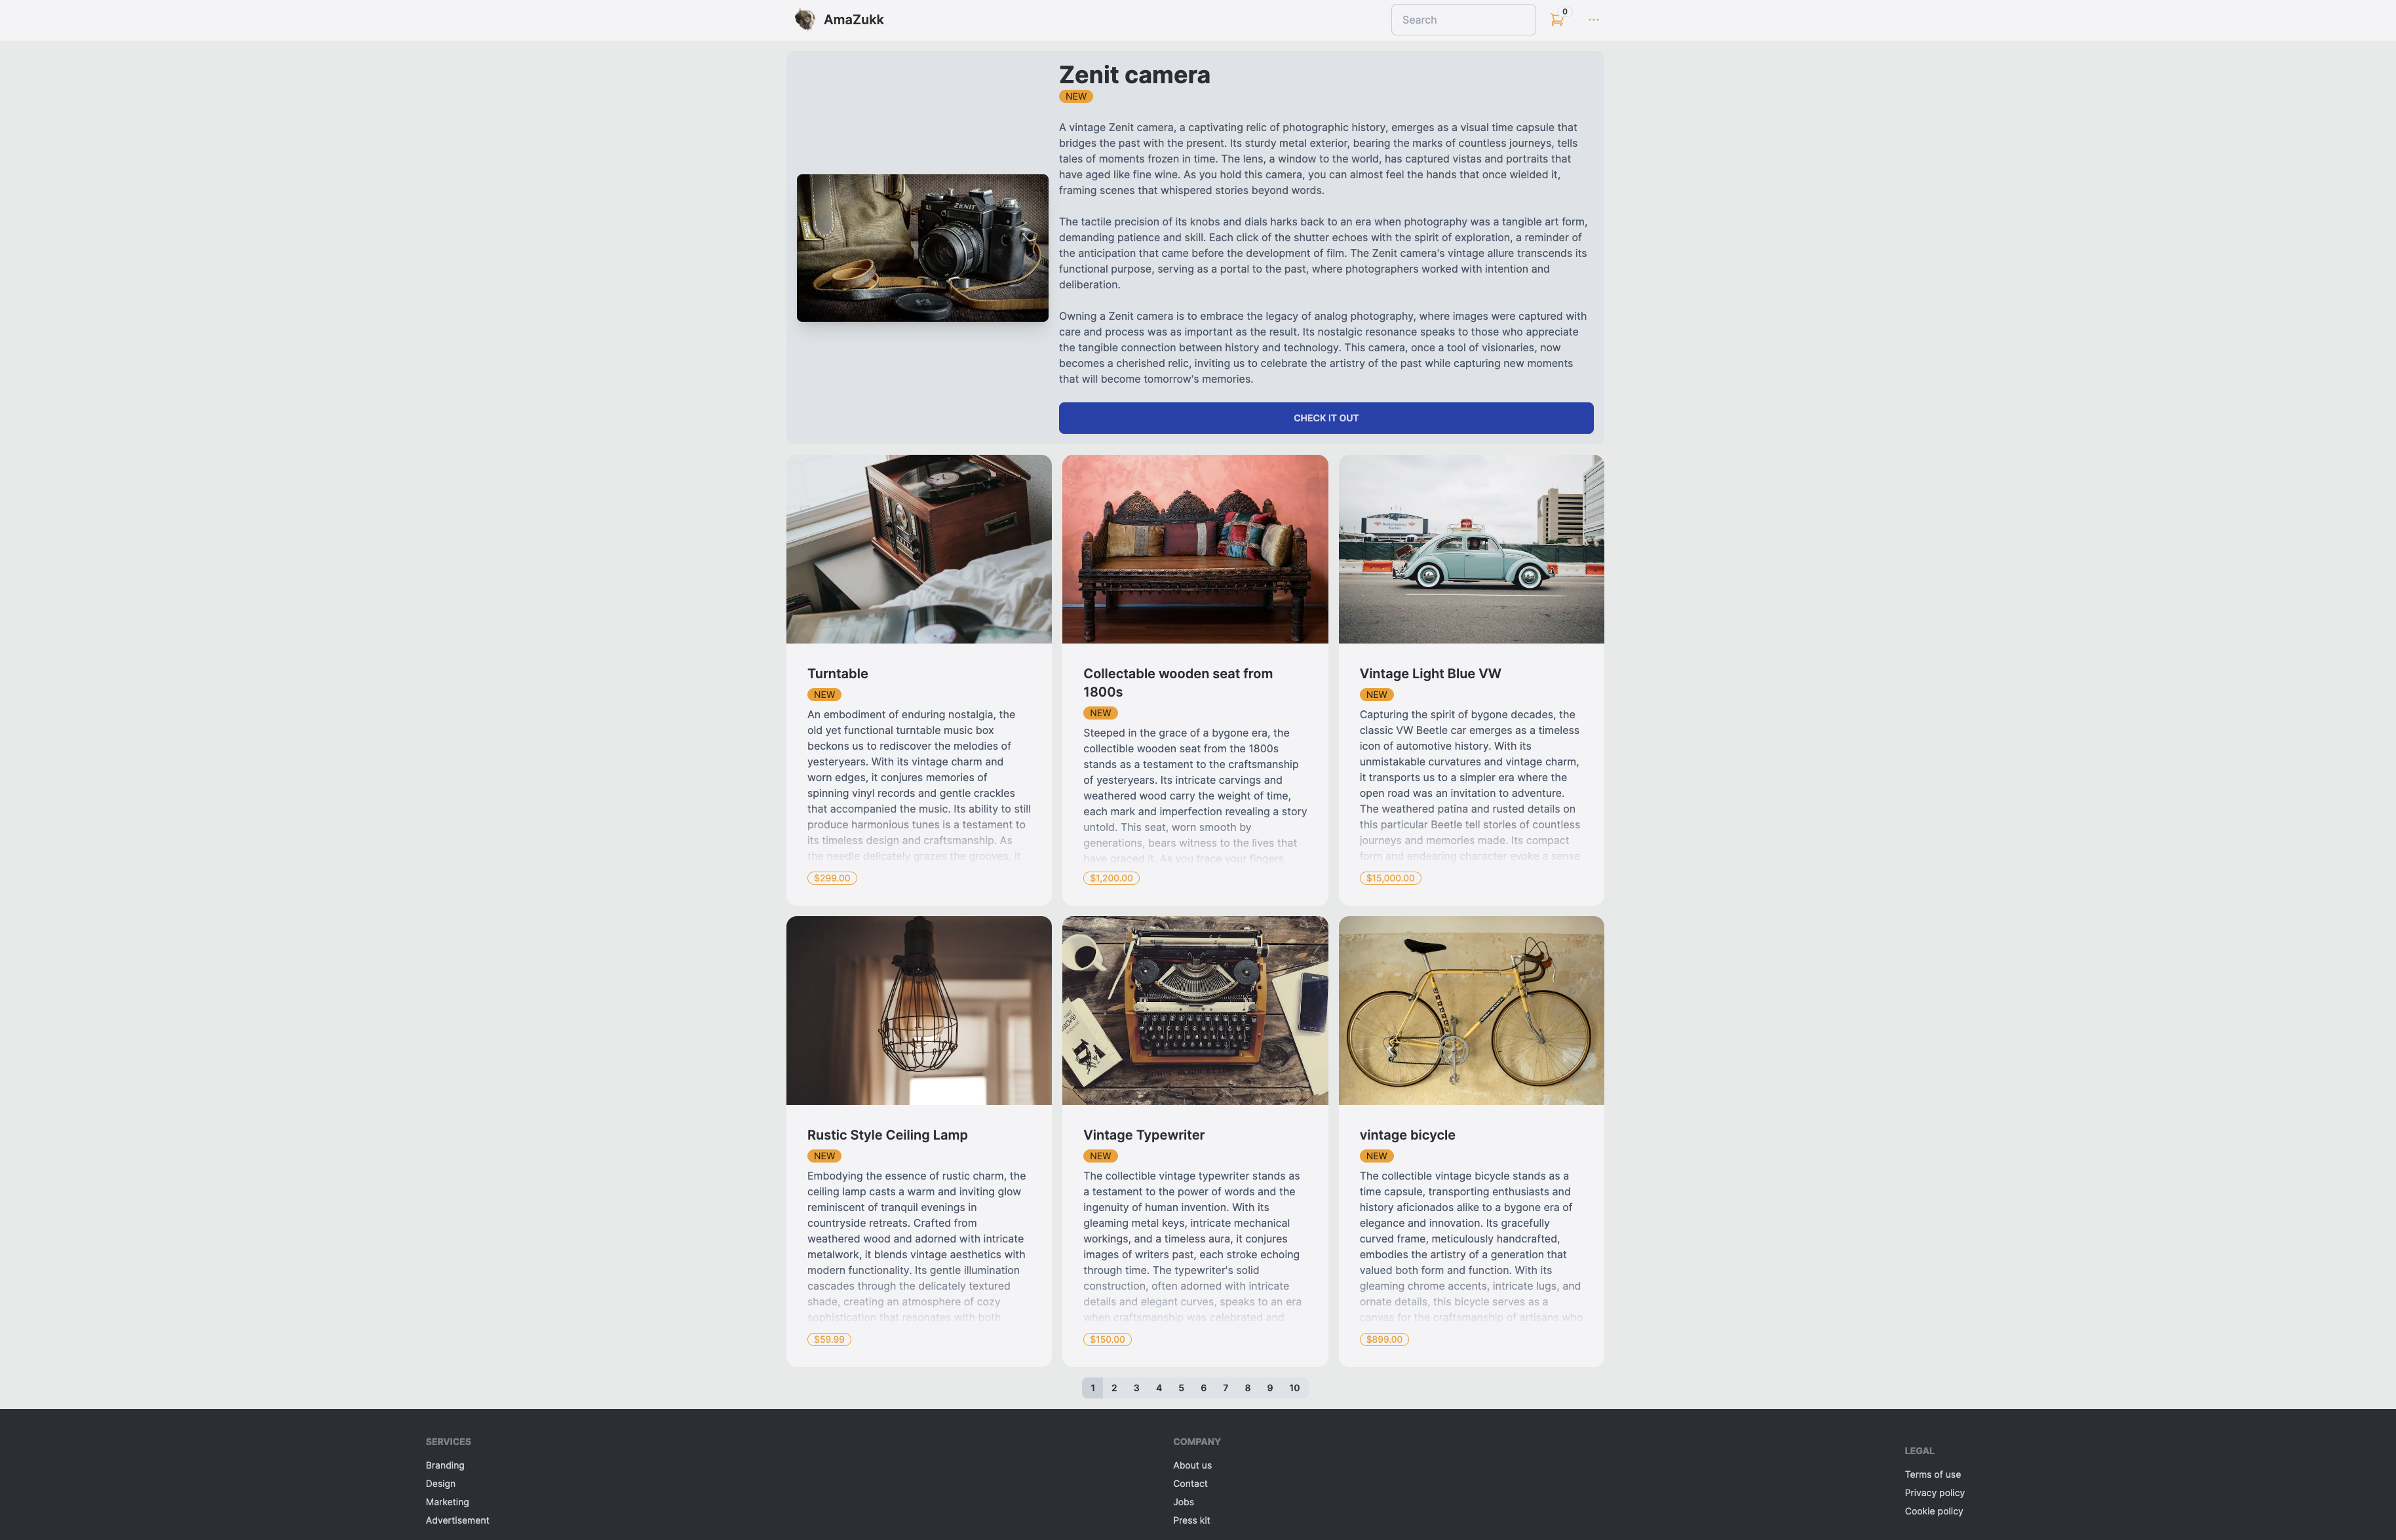 AmaZukk
Search
0
Zenit camera
NEW
A vintage Zenit camera, a captivating relic of photographic history, emerges as a visual time capsule that
bridges the past with the present. Its sturdy metal exterior, bearing the marks of countless journeys, tells
tales of moments frozen in time. The lens, a window to the world, has captured vistas and portraits that
have aged like fine wine. As you hold this camera, you can almost feel the hands that once wielded it,
framing scenes that whispered stories beyond words.
The tactile precision of its knobs and dials harks back to an era when photography was a tangible art form,
demanding patience and skill. Each click of the shutter echoes with the spirit of exploration, a reminder of
the anticipation that came before the development of film. The Zenit camera's vintage allure transcends its
functional purpose, serving as a portal to the past, where photographers worked with intention and
deliberation.
Owning a Zenit camera is to embrace the legacy of analog photography, where images were captured with
care and process was as important as the result. Its nostalgic resonance speaks to those who appreciate
the tangible connection between history and technology. This camera, once a tool of visionaries, now
becomes a cherished relic, inviting us to celebrate the artistry of the past while capturing new moments
that will become tomorrow's memories.
ZENIT
CHECK IT OUT
Turntable
NEW
An embodiment of enduring nostalgia, the
old yet functional turntable music box
beckons us to rediscover the melodies of
yesteryears. With its vintage charm and
worn edges, it conjures memories of
spinning vinyl records and gentle crackles
that accompanied the music. Its ability to still
produce harmonious tunes is a testament to
its timeless design and craftsmanship. As
the needle delicately grazes the grooves, it
$299.00
Collectable wooden seat from
1800s
NEW
Steeped in the grace of a bygone era, the
collectible wooden seat from the 1800s
stands as a testament to the craftsmanship
of yesteryears. Its intricate carvings and
weathered wood carry the weight of time,
each mark and imperfection revealing a story
untold. This seat, worn smooth by
generations, bears witness to the lives that
have graced it. As you trace your fingers
$1,200.00
Vintage Light Blue VW
NEW
Capturing the spirit of bygone decades, the
classic VW Beetle car emerges as a timeless
icon of automotive history. With its
unmistakable curvatures and vintage charm,
it transports us to a simpler era where the
open road was an invitation to adventure.
The weathered patina and rusted details on
this particular Beetle tell stories of countless
journeys and memories made. Its compact
form and endearing character evoke a sense
$15,000.00
Rustic Style Ceiling Lamp
NEW
Embodying the essence of rustic charm, the
ceiling lamp casts a warm and inviting glow
reminiscent of tranquil evenings in
countryside retreats. Crafted from
weathered wood and adorned with intricate
metalwork, it blends vintage aesthetics with
modern functionality. Its gentle illumination
cascades through the delicately textured
shade, creating an atmosphere of cozy
sophistication that resonates with both
$59.99
Vintage Typewriter
NEW
The collectible vintage typewriter stands as
a testament to the power of words and the
ingenuity of human invention. With its
gleaming metal keys, intricate mechanical
workings, and a timeless aura, it conjures
images of writers past, each stroke echoing
through time. The typewriter's solid
construction, often adorned with intricate
details and elegant curves, speaks to an era
when craftsmanship was celebrated and
$150.00
vintage bicycle
NEW
The collectible vintage bicycle stands as a
time capsule, transporting enthusiasts and
history aficionados alike to a bygone era of
elegance and innovation. Its gracefully
curved frame, meticulously handcrafted,
embodies the artistry of a generation that
valued both form and function. With its
gleaming chrome accents, intricate lugs, and
ornate details, this bicycle serves as a
canvas for the craftsmanship of artisans who
$899.00
1 2 3 4 5 6 7 8 9 10
SERVICES
Branding
Design
Marketing
Advertisement
COMPANY
About us
Contact
Jobs
Press kit
LEGAL
Terms of use
Privacy policy
Cookie policy